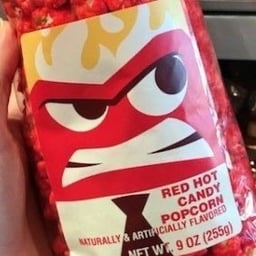 RED HOT
CANDY
POPCORN
NATURALLY & ARTIFICIALLY FLAVORED
NET WT. 9 OZ (255g)